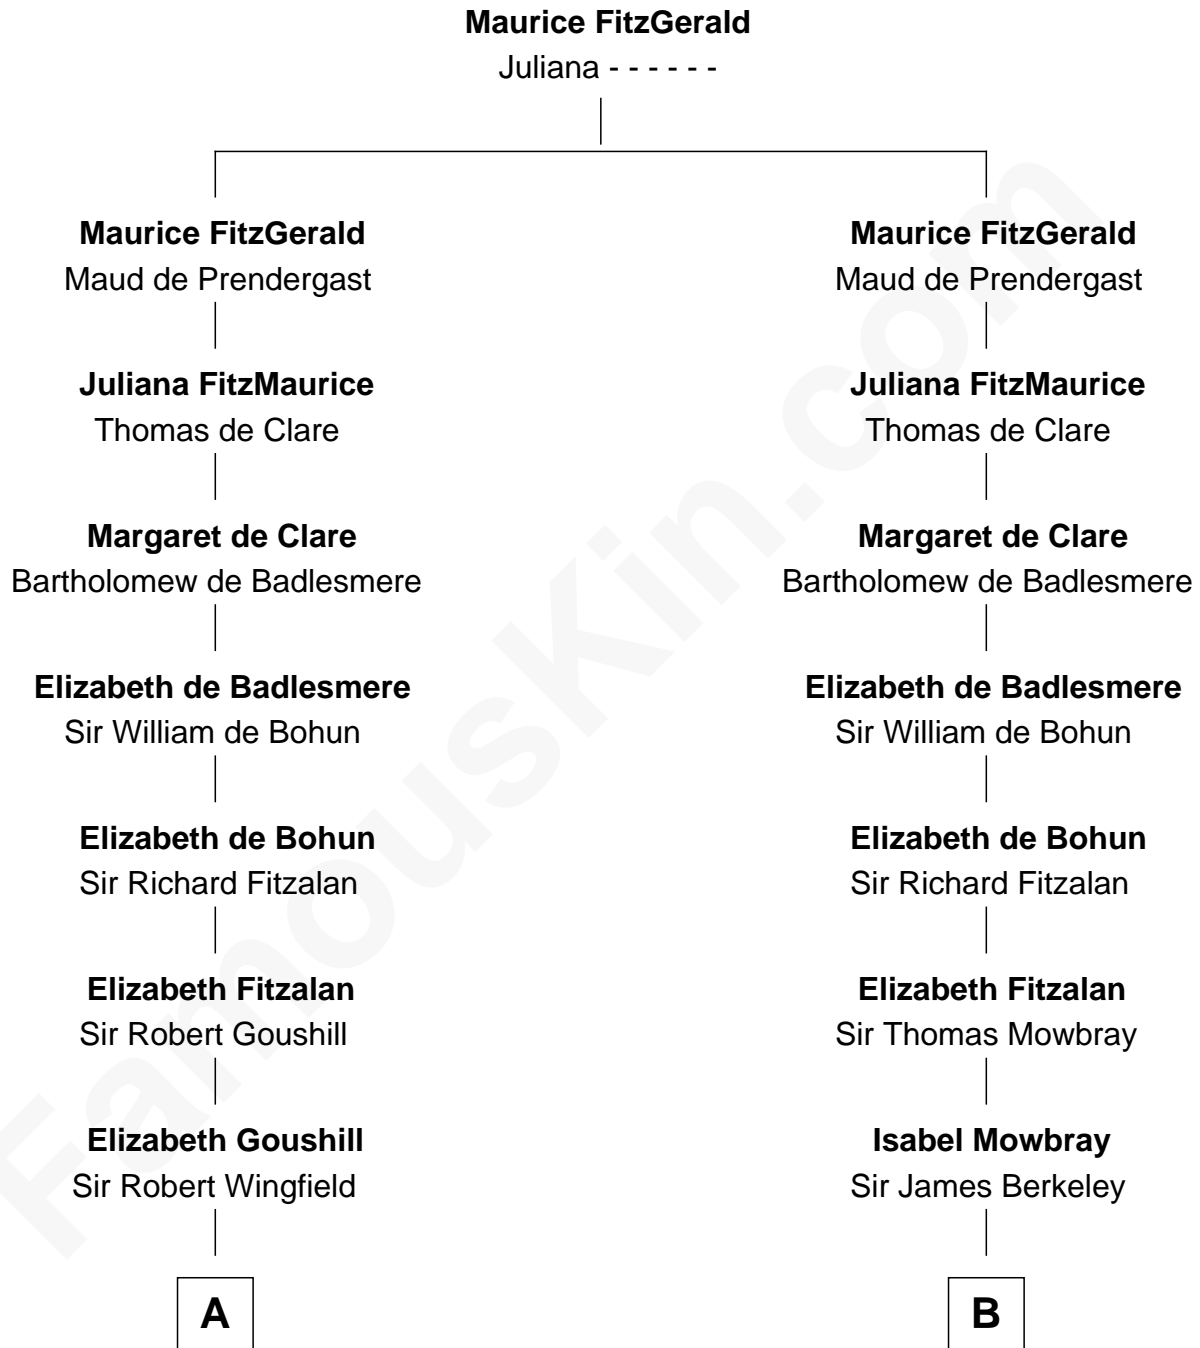 Maurice FitzGerald
Juliana - - - - - -
Maurice FitzGerald
Maud de Prendergast
Maurice FitzGerald
Maud de Prendergast
Juliana FitzMaurice
Thomas de Clare
Juliana FitzMaurice
Thomas de Clare
Margaret de Clare
Bartholomew de Badlesmere
Margaret de Clare
Bartholomew de Badlesmere
Elizabeth de Badlesmere
Sir William de Bohun
Elizabeth de Badlesmere
Sir William de Bohun
Elizabeth de Bohun
Sir Richard Fitzalan
Elizabeth de Bohun
Sir Richard Fitzalan
Elizabeth Fitzalan
Sir Robert Goushill
Elizabeth Fitzalan
Sir Thomas Mowbray
Elizabeth Goushill
Sir Robert Wingfield
Isabel Mowbray
Sir James Berkeley
A
B
FamousKin.com